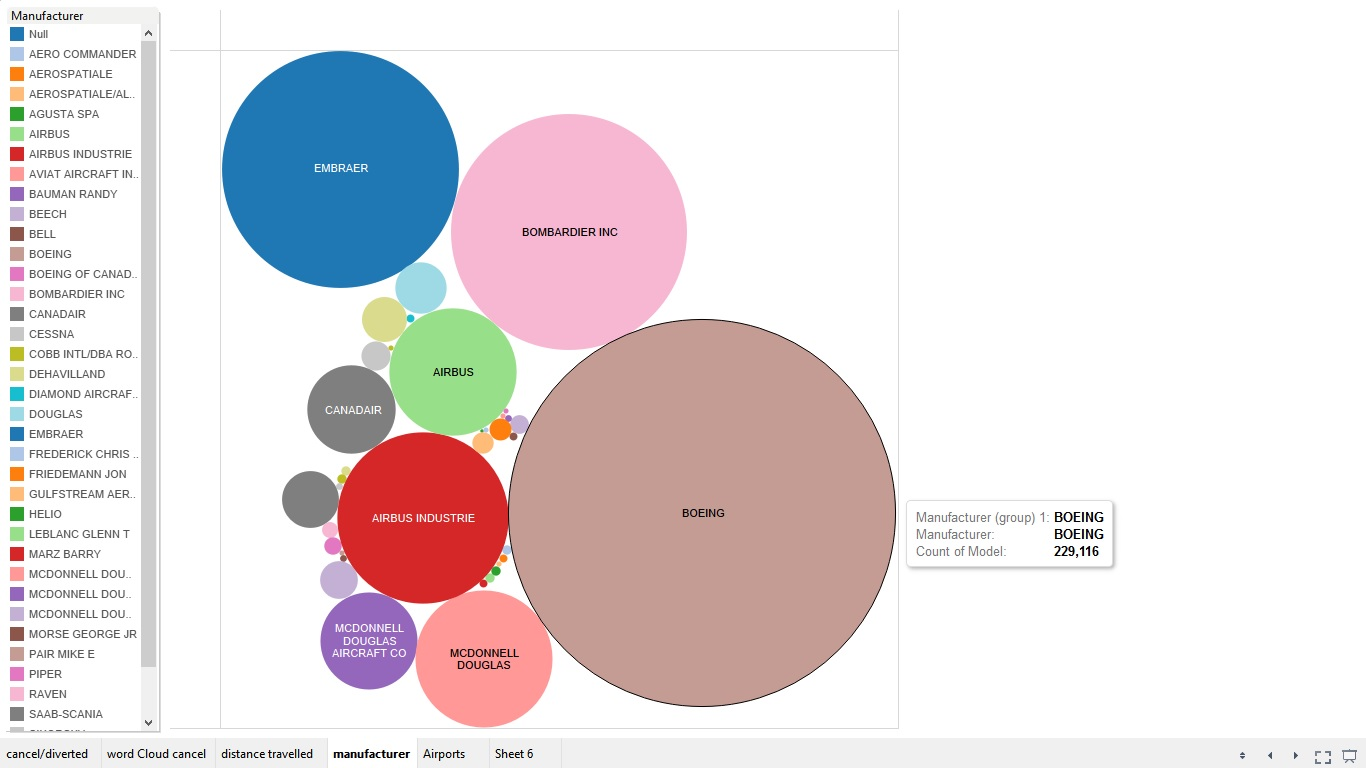 Manufacturer
Null
AERO COMMANDER
AEROSPATIALE
AEROSPATIALE/AL..
AGUSTA SPA
AIRBUS
AIRBUS INDUSTRIE
AVIAT AIRCRAFT IN..
BAUMAN RANDY
BEECH
BELL
BOEING
BOEING OF CANAD..
BOMBARDIER INC
CANADAIR
CESSNA
COBB INTL/DBA RO..
DEHAVILLAND
DIAMOND AIRCRAF..
DOUGLAS
EMBRAER
FREDERICK CHRIS ..
FRIEDEMANN JON
GULFSTREAM AER..
HELIO
LEBLANC GLENN T
MARZ BARRY
MCDONNELL DOU..
MCDONNELL DOU..
MCDONNELL DOU..
MORSE GEORGE JR
PAIR MIKE E
PIPER
RAVEN
SAAB-SCANIA
EMBRAER
BOMBARDIER INC
AIRBUS
CANADAIR
AIRBUS INDUSTRIE
BOEING
MCDONNELL
DOUGLAS
AIRCRAFT CO
MCDONNELL
DOUGLAS
Manufacturer (group) 1: BOEING
Manufacturer: BOEING
Count of Model: 229,116
cancel/diverted word Cloud cancel distance travelled manufacturer Airports Sheet 6